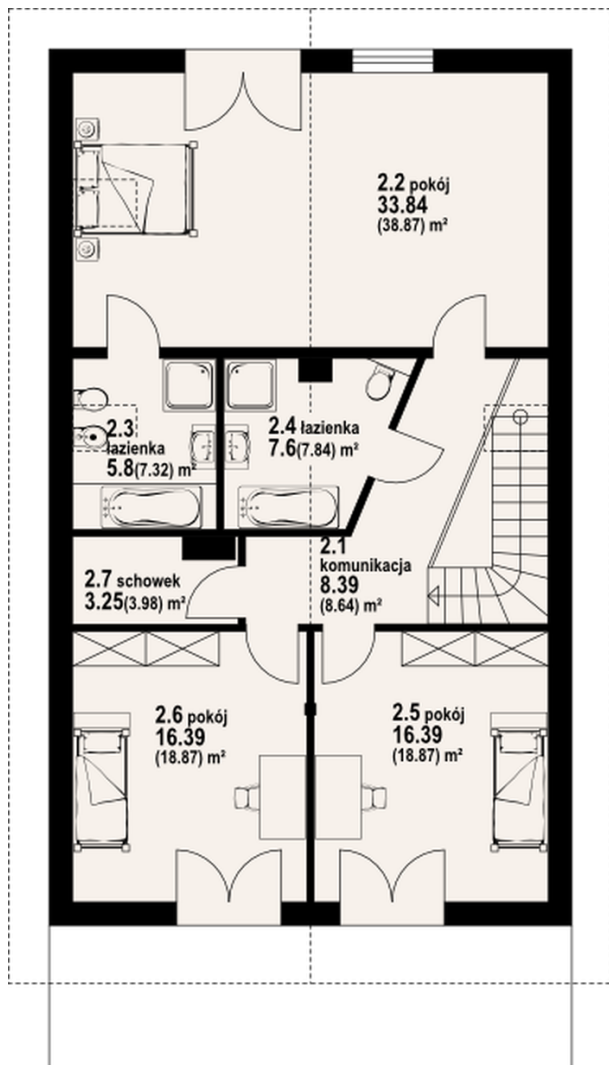 2.2 pokój
33.84
(38.87) m²
2.3
łazienka
5.8(7.32) m²
2.4 łazienka
7.6(7.84) m²
2.1
komunikacja
8.39
(8.64) m²
2.7 schowek
3.25(3.98) m²
2.6 pokój
16.39
(18.87) m²
2.5 pokój
16.39
(18.87) m²